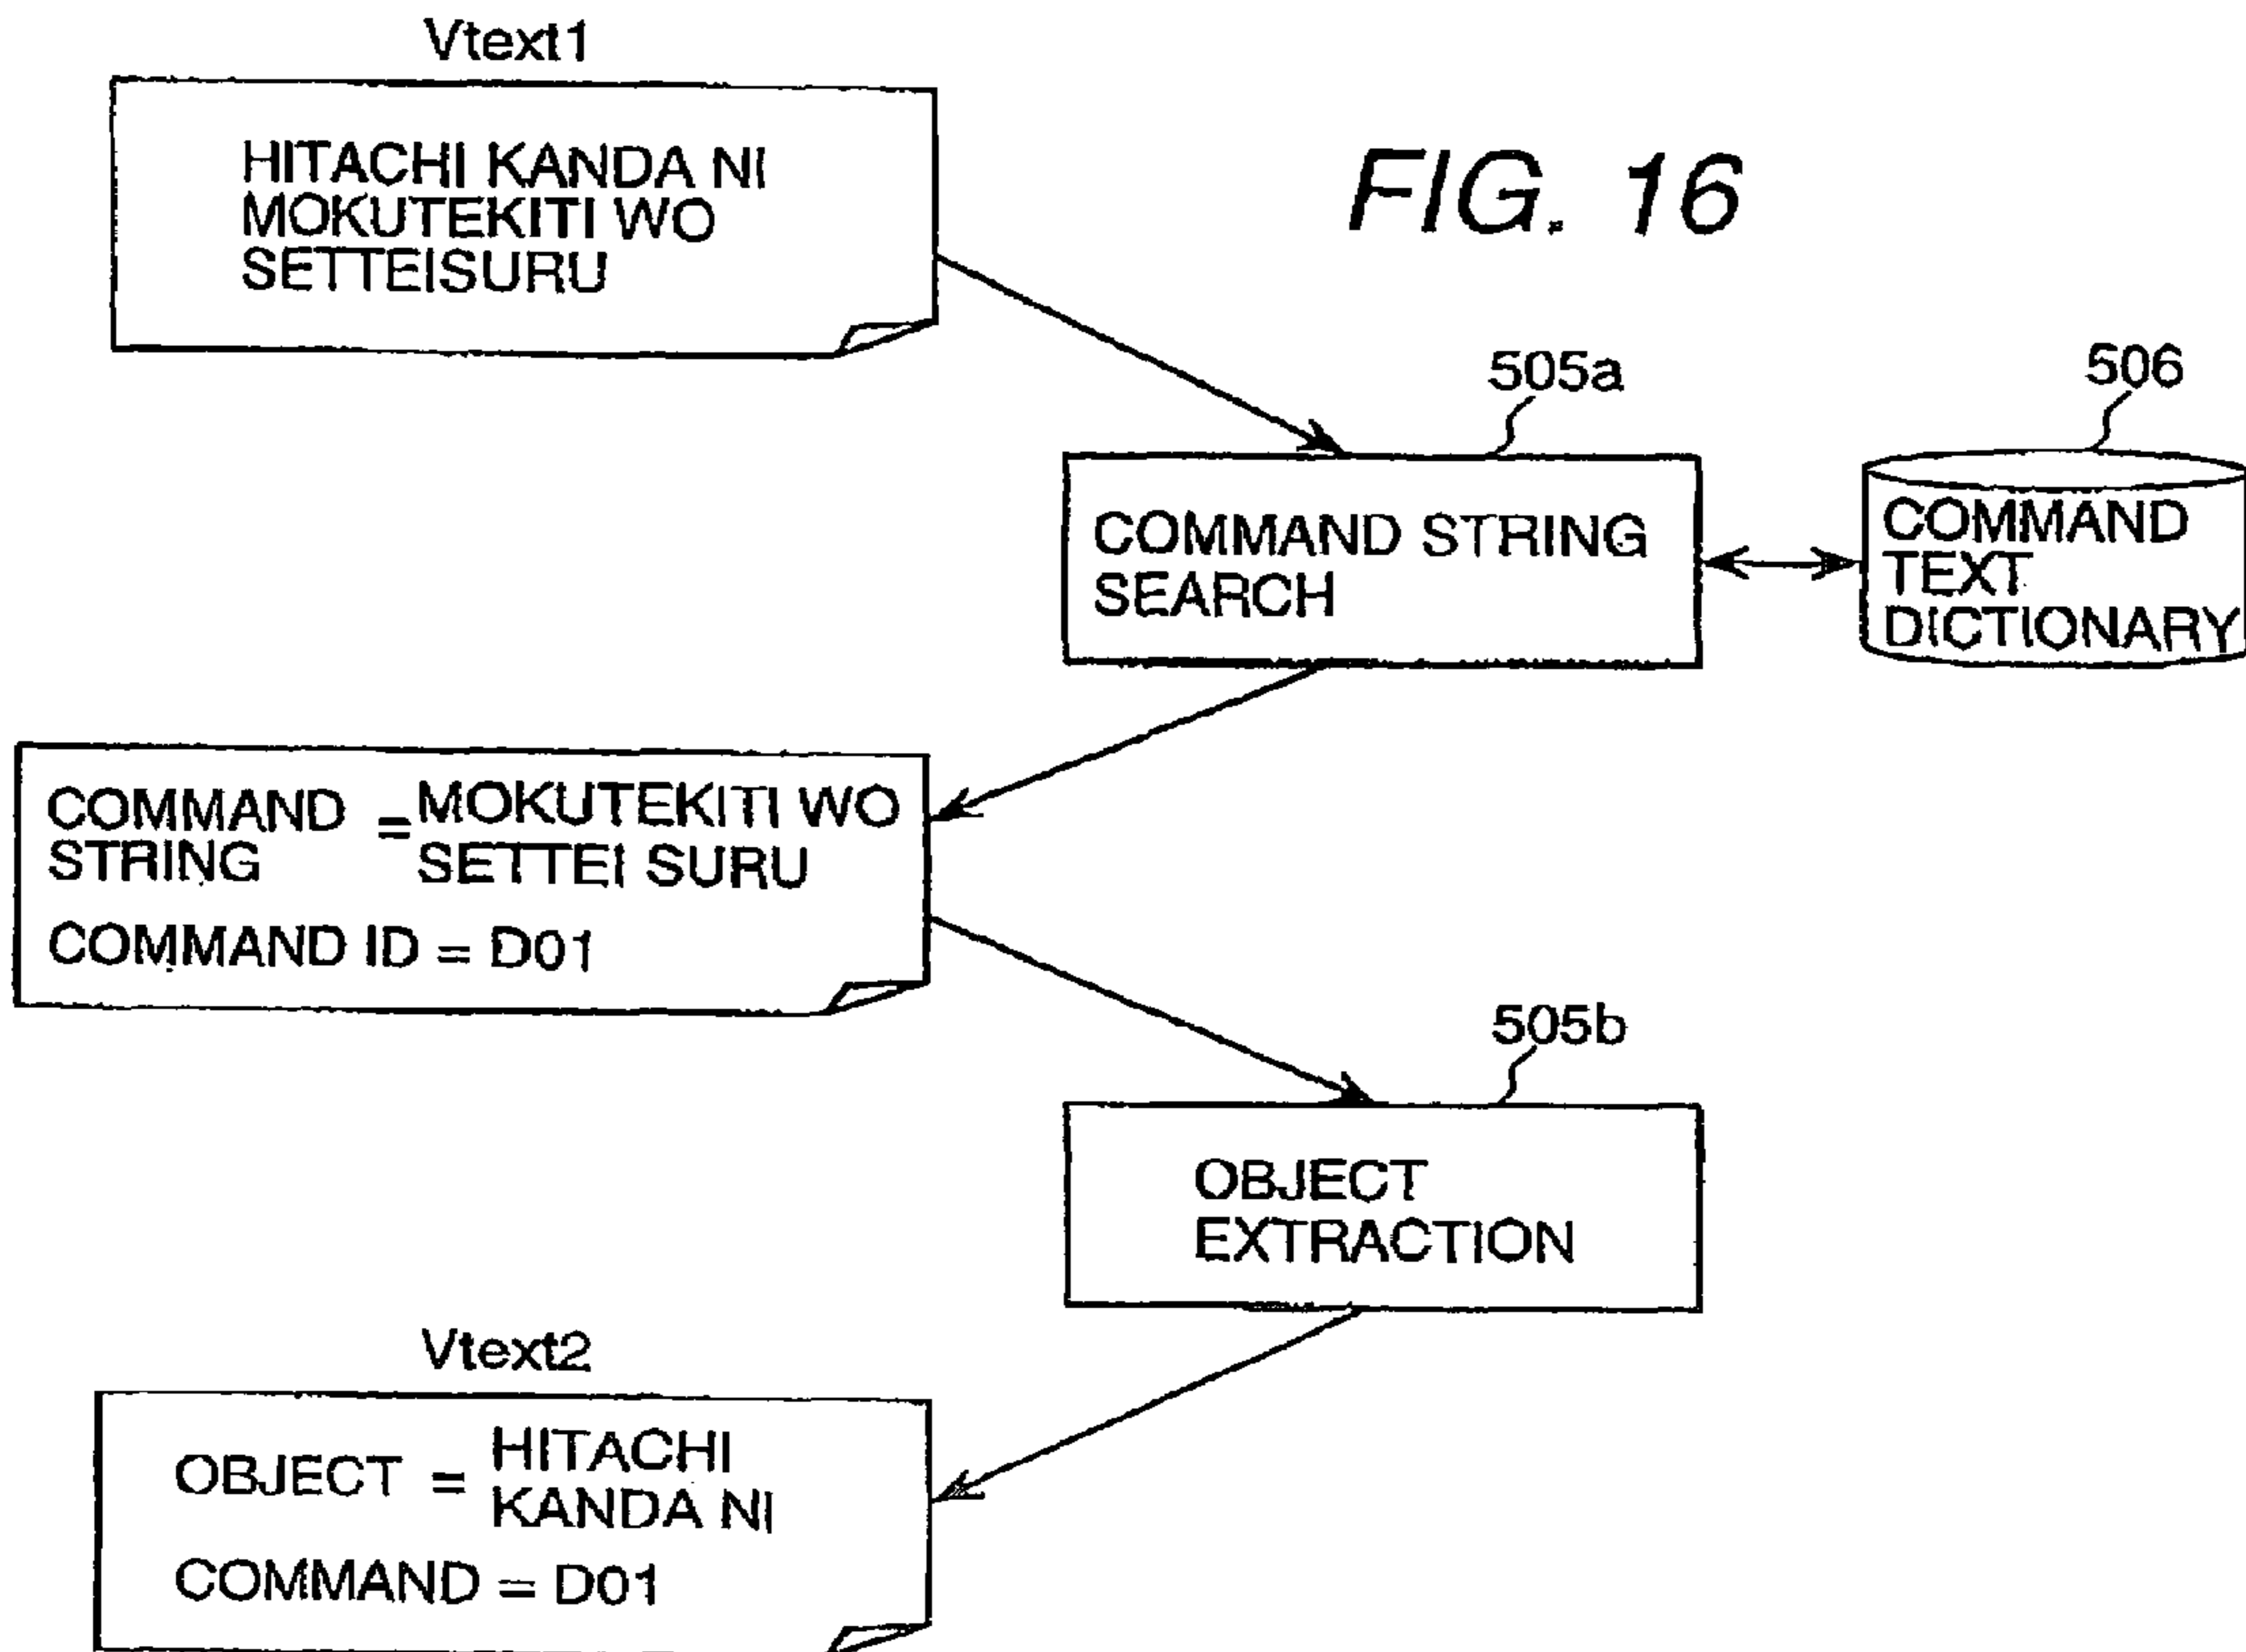 Vtext1
HITACHI KANDA NI
MOKUTEKITI WO
SETTEISURU
FIG. 16
505a
506
COMMAND STRING
SEARCH
COMMAND
TEXT
DICTIONARY
COMMAND STRING = MOKUTEKITI WO
SETTEI SURU
COMMAND ID = D01
505b
OBJECT
EXTRACTION
Vtext2
OBJECT = HITACHI
KANDA NI
COMMAND = D01